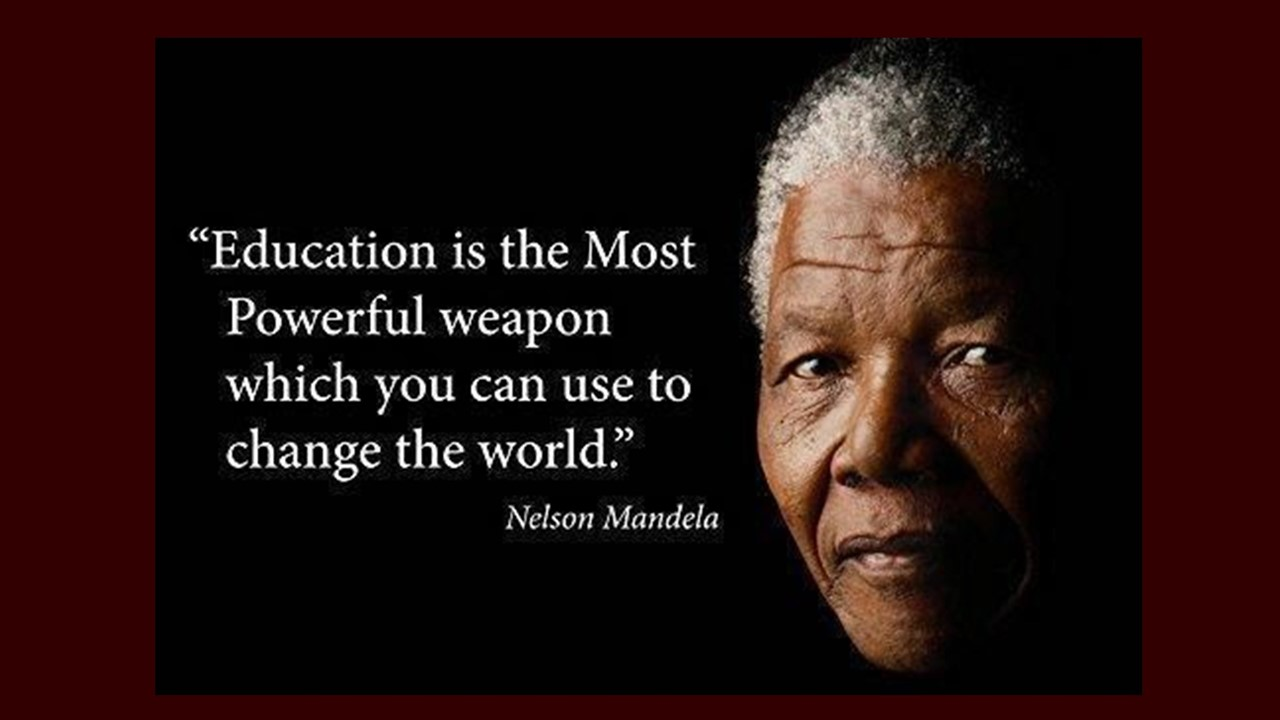 “Education is the Most
Powerful weapon
which you can use to
change the world.”
Nelson Mandela